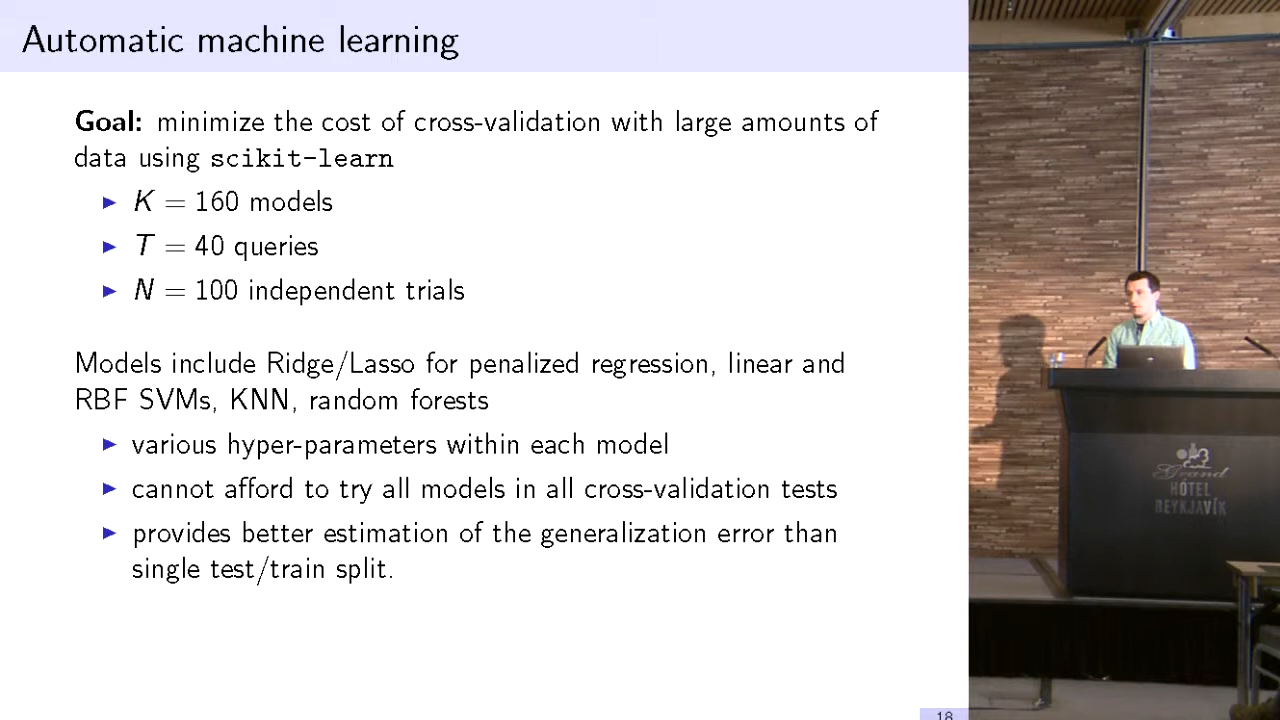 Automatic machine learning
Goal: minimize the cost of cross-validation with large amounts of
data using scikit-learn
K = 160 models
T = 40 queries
N = 100 independent trials
Models include Ridge/Lasso for penalized regression, linear and
RBF SVMs, KNN, random forests
various hyper-parameters within each model
cannot afford to try all models in all cross-validation tests
provides better estimation of the generalization error than
single test/train split.
18
Grand
HÓTEL
REYKJAVÍK